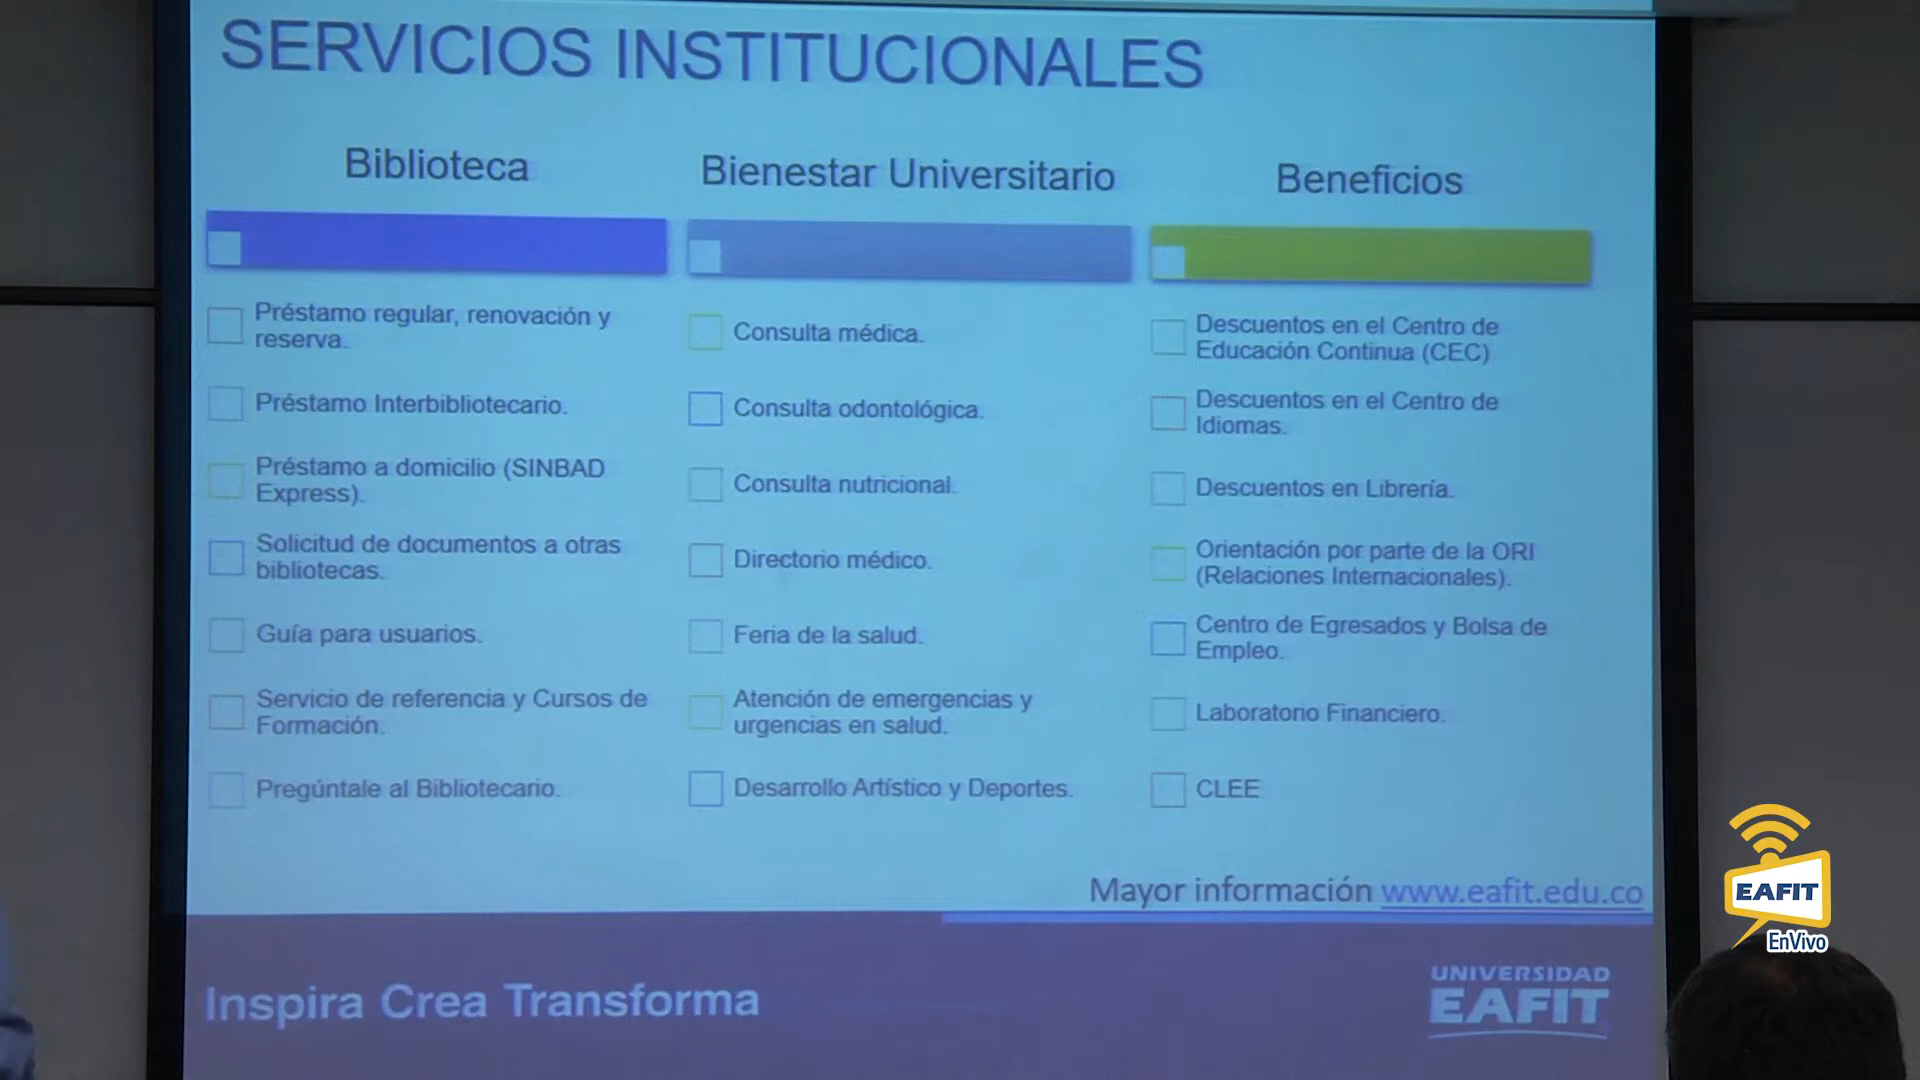 SERVICIOS INSTITUCIONALES
Biblioteca
Préstamo regular, renovación y
reserva.
Préstamo Interbibliotecario.
Préstamo a domicilio (SINBAD
Express).
Solicitud de documentos a otras
bibliotecas.
Guía para usuarios.
Servicio de referencia y Cursos de
Formación.
Pregúntale al Bibliotecario.
Bienestar Universitario
Consulta médica.
Consulta odontológica.
Consulta nutricional.
Directorio médico.
Feria de la salud.
Atención de emergencias y
urgencias en salud.
Desarrollo Artístico y Deportes.
Beneficios
Descuentos en el Centro de
Educación Continua (CEC)
Descuentos en el Centro de
Idiomas.
Descuentos en Librería.
Orientación por parte de la ORI
(Relaciones Internacionales).
Centro de Egresados y Bolsa de
Empleo.
Laboratorio Financiero.
CLEE
Mayor información www.eafit.edu.co
Inspira Crea Transforma
UNIVERSIDAD
EAFIT
EAFIT
EnVivo